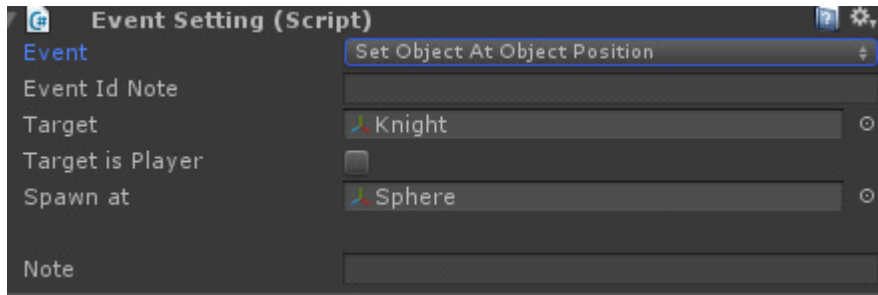 Event Setting (Script)
Event Set Object At Object Position
Event Id Note
Target Knight
Target is Player
Spawn at Sphere
Note